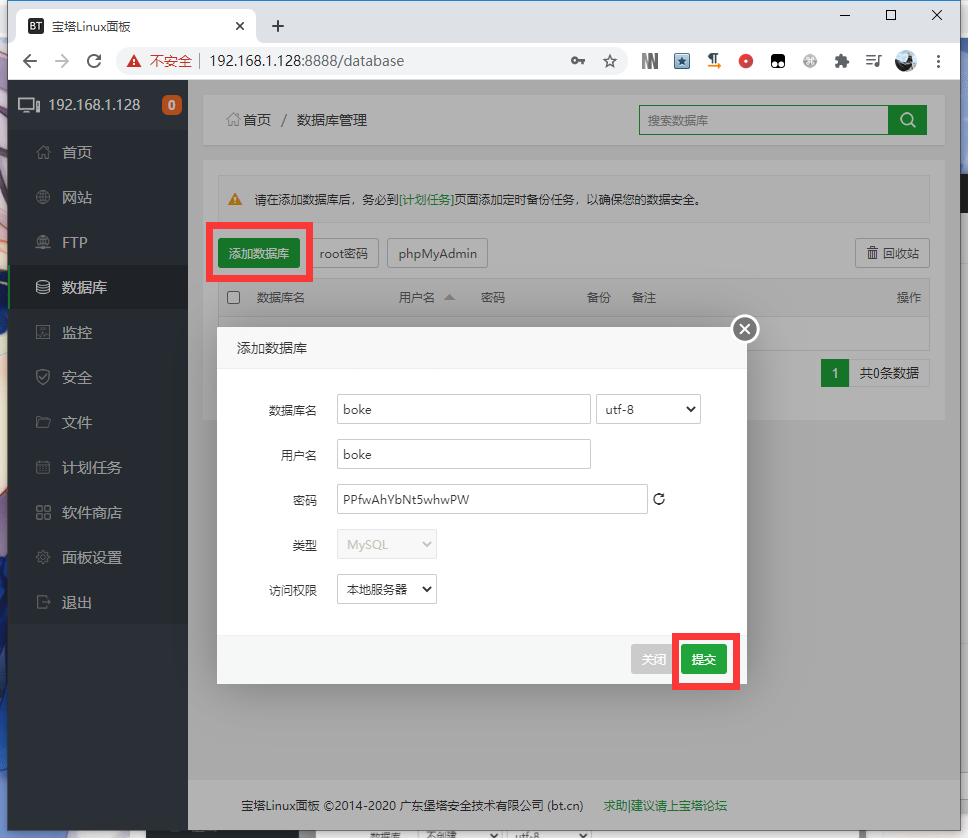 BT 宝塔Linux面板
不安全 192.168.1.128:8888/database
192.168.1.128 0
首页
网站
FTP
数据库
监控
安全
文件
计划任务
软件商店
面板设置
退出
首页 / 数据库管理 搜索数据库
请在添加数据库后，务必到[计划任务]页面添加定时备份任务，以确保您的数据安全。
添加数据库 root密码 phpMyAdmin 回收站
数据库名 用户名 密码 备份 备注 操作
1 共0条数据
添加数据库
数据库名 boke utf-8
用户名 boke
密码 PPfwAhYbNt5whwPW
类型 MySQL
访问权限 本地服务器
关闭 提交
宝塔Linux面板 ©2014-2020 广东堡塔安全技术有限公司 (bt.cn) 求助|建议请上宝塔论坛
数据库 不创建 utf-8